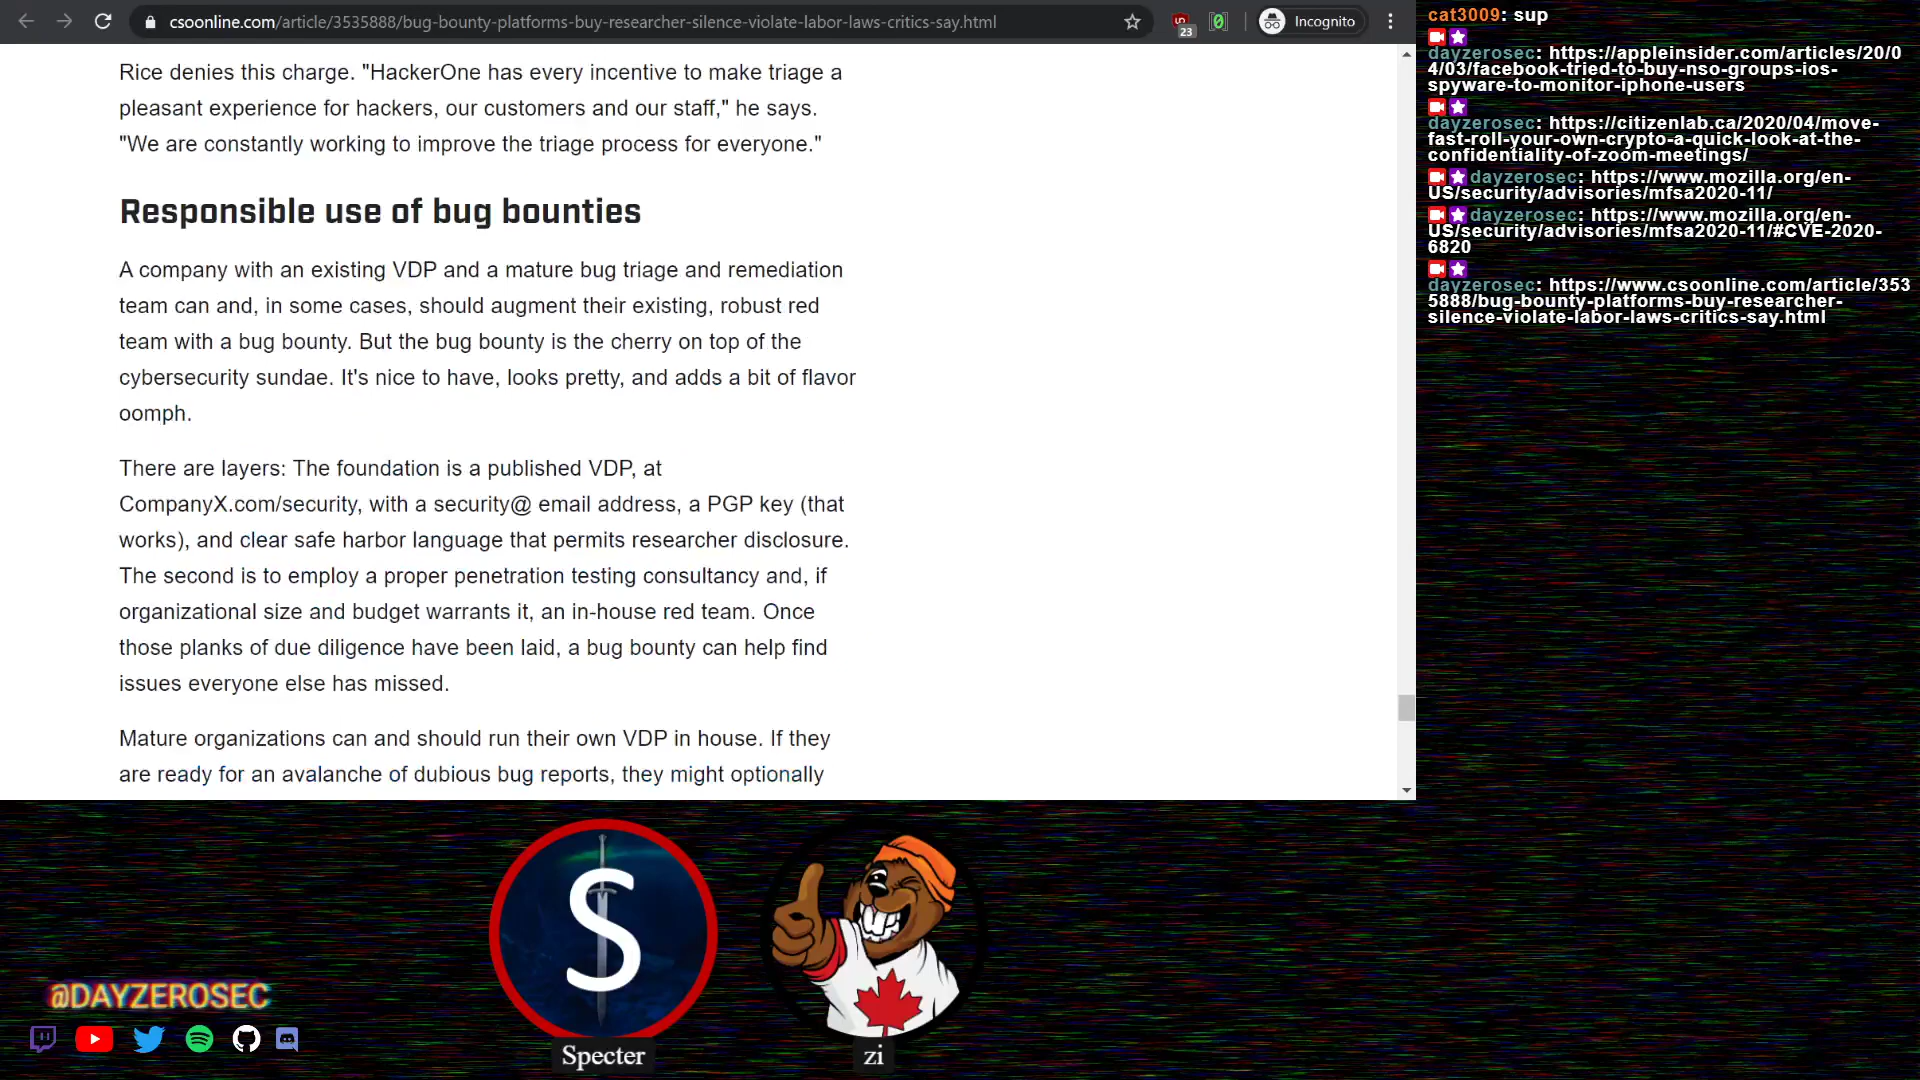 csoonline.com/article/3535888/bug-bounty-platforms-buy-researcher-silence-violate-labor-laws-critics-say.html
23
Incognito
Rice denies this charge. "HackerOne has every incentive to make triage a
pleasant experience for hackers, our customers and our staff," he says.
"We are constantly working to improve the triage process for everyone."
Responsible use of bug bounties
A company with an existing VDP and a mature bug triage and remediation
team can and, in some cases, should augment their existing, robust red
team with a bug bounty. But the bug bounty is the cherry on top of the
cybersecurity sundae. It's nice to have, looks pretty, and adds a bit of flavor
oomph.
There are layers: The foundation is a published VDP, at
CompanyX.com/security, with a security@ email address, a PGP key (that
works), and clear safe harbor language that permits researcher disclosure.
The second is to employ a proper penetration testing consultancy and, if
organizational size and budget warrants it, an in-house red team. Once
those planks of due diligence have been laid, a bug bounty can help find
issues everyone else has missed.
Mature organizations can and should run their own VDP in house. If they
are ready for an avalanche of dubious bug reports, they might optionally
cat3009: sup
dayzerosec: https://appleinsider.com/articles/20/0
4/03/facebook-tried-to-buy-nso-groups-ios-
spyware-to-monitor-iphone-users
dayzerosec: https://citizenlab.ca/2020/04/move-
fast-roll-your-own-crypto-a-quick-look-at-the-
confidentiality-of-zoom-meetings/
dayzerosec: https://www.mozilla.org/en-
US/security/advisories/mfsa2020-11/
dayzerosec: https://www.mozilla.org/en-
US/security/advisories/mfsa2020-11/#CVE-2020-
6820
dayzerosec: https://www.csoonline.com/article/353
5888/bug-bounty-platforms-buy-researcher-
silence-violate-labor-laws-critics-say.html
@DAYZEROSEC
S
Specter
zi